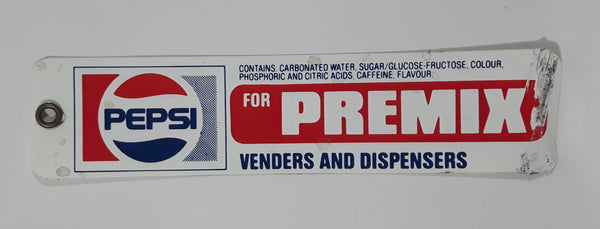 PEPSI
CONTAINS: CARBONATED WATER, SUGAR/GLUCOSE-FRUCTOSE, COLOUR,
PHOSPHORIC AND CITRIC ACIDS, CAFFEINE, FLAVOUR.
FOR PREMIX
VENDERS AND DISPENSERS